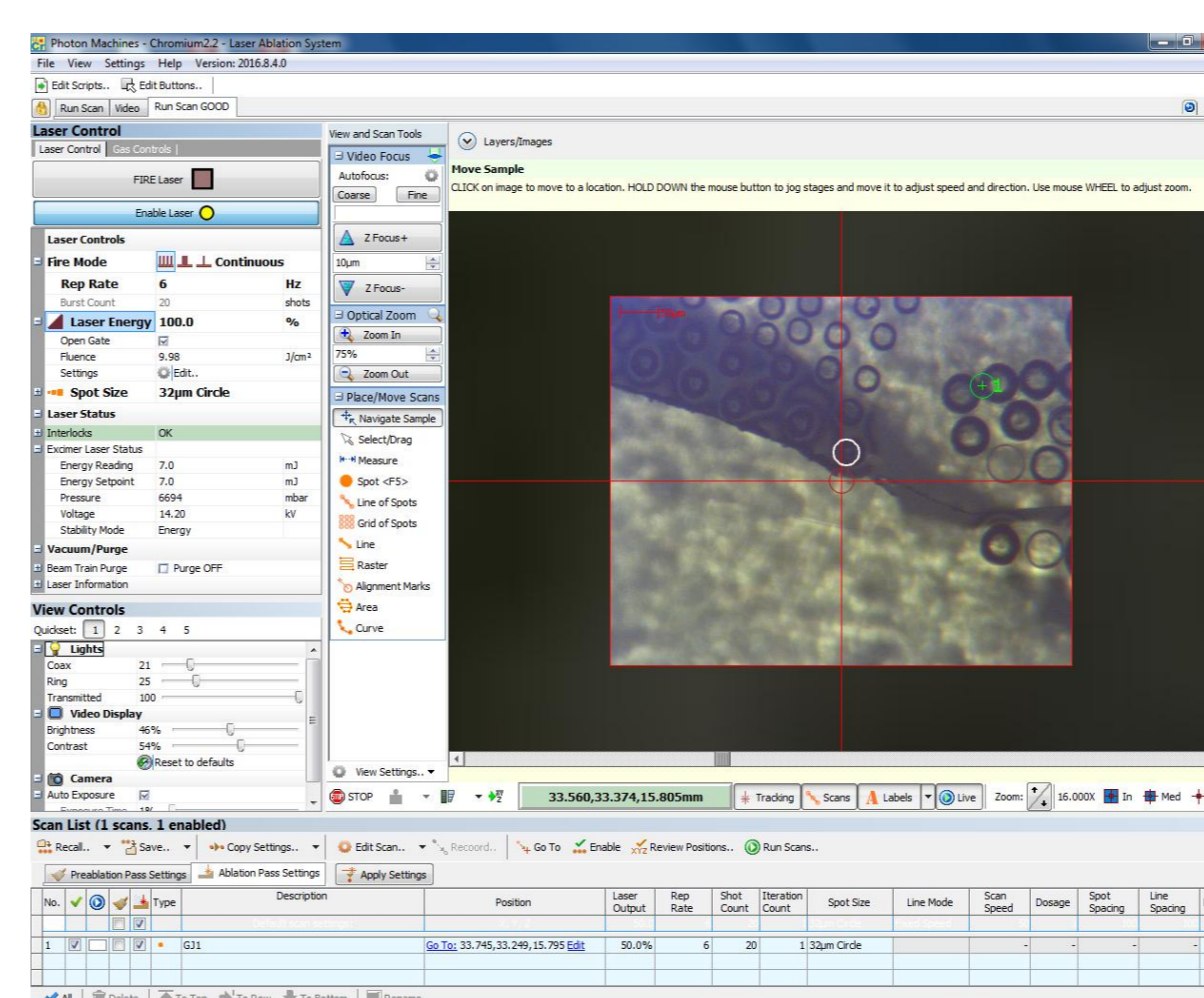 Photon Machines - Chromium2.2 - Laser Ablation System
File View Settings Help Version: 2016.8.4.0
Edit Scripts.. Edit Buttons..
Run Scan Video Run Scan GOOD
Laser Control
Laser Control Gas Controls
FIRE Laser
Enable Laser
Laser Controls
Fire Mode Continuous
Rep Rate 6 Hz
Burst Count 20 shots
Laser Energy 100.0 %
Open Gate
Fluence 9.98 J/cm²
Settings Edit..
Spot Size 32µm Circle
Laser Status
Interlocks OK
Excimer Laser Status
Energy Reading 7.0 mJ
Energy Setpoint 7.0 mJ
Pressure 6694 mbar
Voltage 14.20 kV
Stability Mode Energy
Vacuum/Purge
Beam Train Purge Purge OFF
Laser Information
View Controls
Quickset: 1 2 3 4 5
Lights
Coax 21
Ring 25
Transmitted 100
Video Display
Brightness 46%
Contrast 54%
Reset to defaults
Camera
Auto Exposure
View and Scan Tools
Video Focus
Autofocus:
Coarse Fine
Z Focus+
10µm
Z Focus-
Optical Zoom
Zoom In
75%
Zoom Out
Place/Move Scans
Navigate Sample
Select/Drag
Measure
Spot <F5>
Line of Spots
Grid of Spots
Line
Raster
Alignment Marks
Area
Curve
View Settings..
Layers/Images
Move Sample
CLICK on image to move to a location. HOLD DOWN the mouse button to jog stages and move it to adjust speed and direction. Use mouse WHEEL to adjust zoom.
1
STOP 33.560,33.374,15.805mm Tracking Scans Labels Live Zoom: 16.000X In Med
Scan List (1 scans, 1 enabled)
Recall.. Save.. Copy Settings.. Edit Scan.. Recoord.. Go To Enable Review Positions.. Run Scans..
Preablation Pass Settings Ablation Pass Settings Apply Settings
No. Type Description Position Laser Output Rep Rate Shot Count Iteration Count Spot Size Line Mode Scan Speed Dosage Spot Spacing Line Spacing
1 GJ1 Go To: 33.745,33.249,15.795 Edit 50.0% 6 20 1 32µm Circle - - - -
All Delete To Top To Row To Bottom Rename